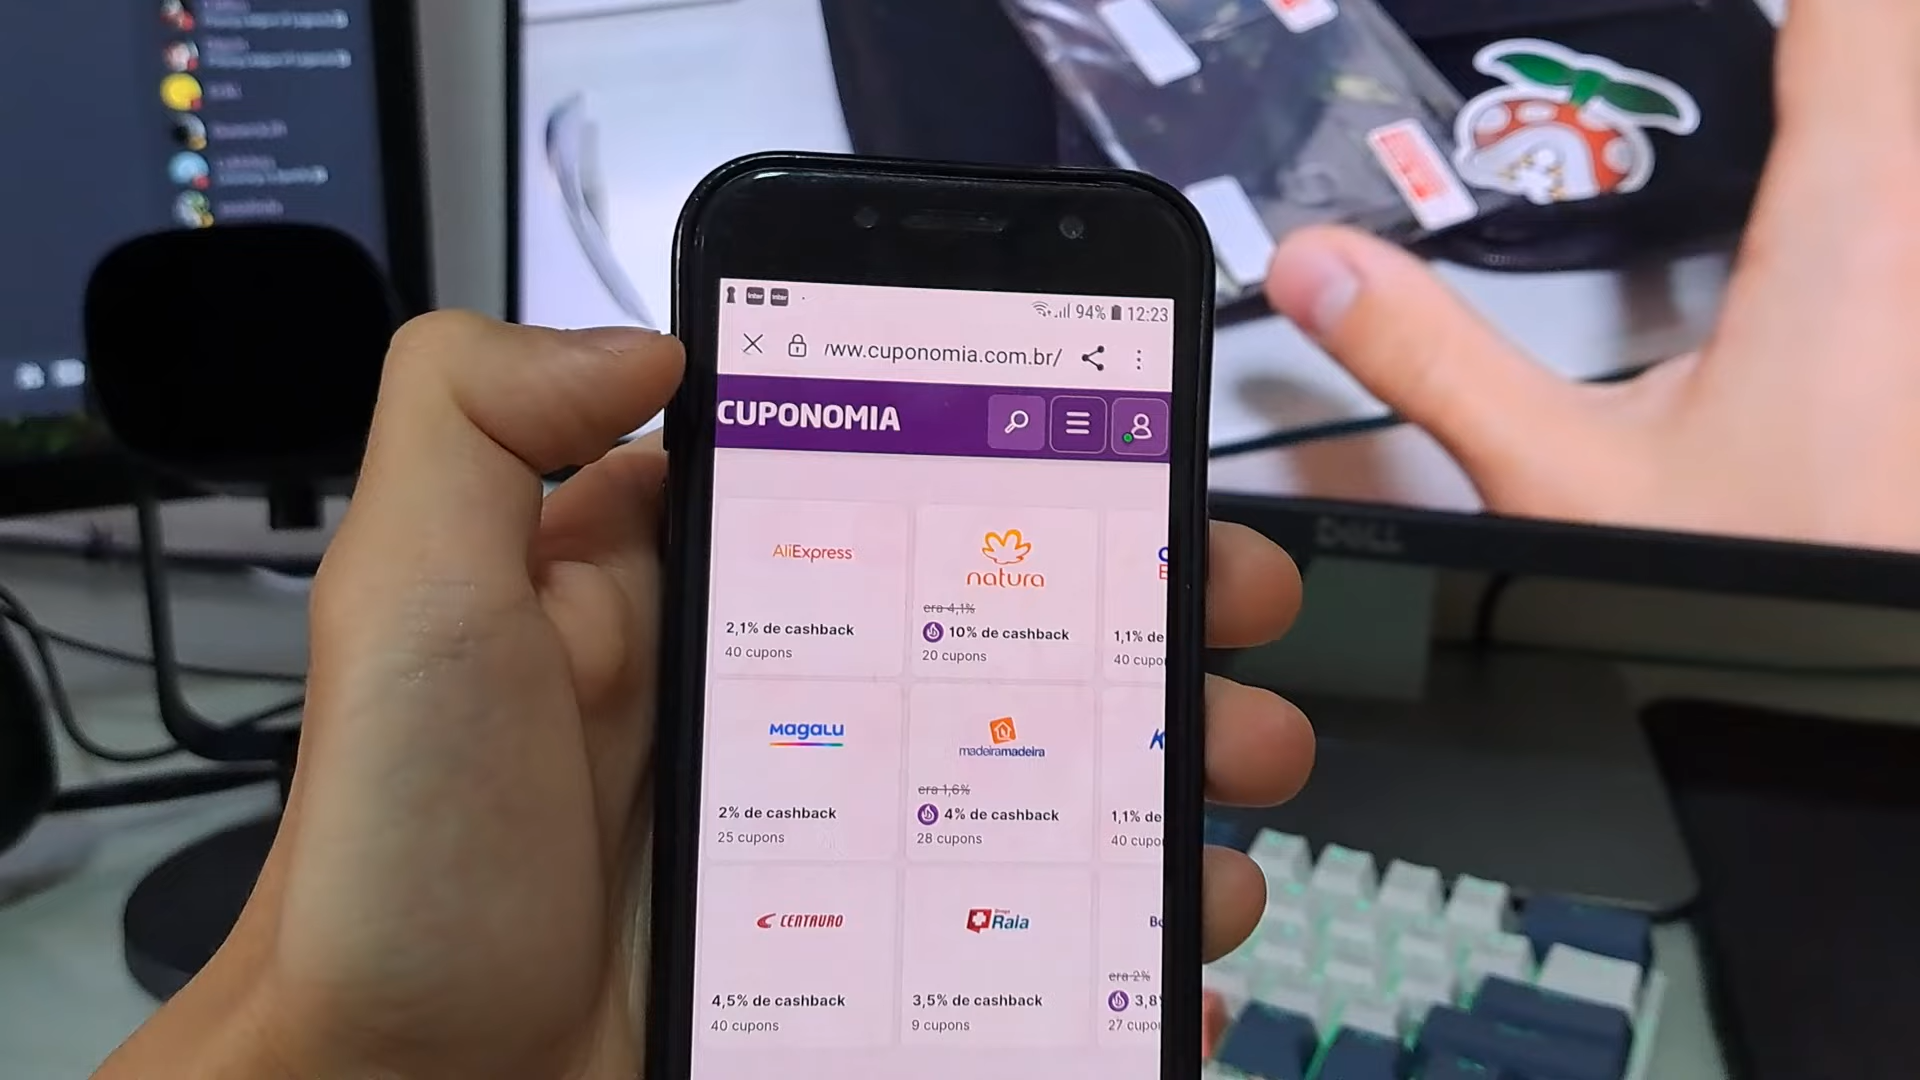 94% 12:23
/ww.cuponomia.com.br/
CUPONOMIA
AliExpress
2,1% de cashback
40 cupons
natura
era 4,1%
10% de cashback
20 cupons
1,1% de
40 cupo
magalu
2% de cashback
25 cupons
madeiramadeira
era 1,6%
4% de cashback
28 cupons
1,1% de
40 cupo
CENTAURO
4,5% de cashback
40 cupons
Raia
3,5% de cashback
9 cupons
era 2%
3,8
27 cupo
DELL